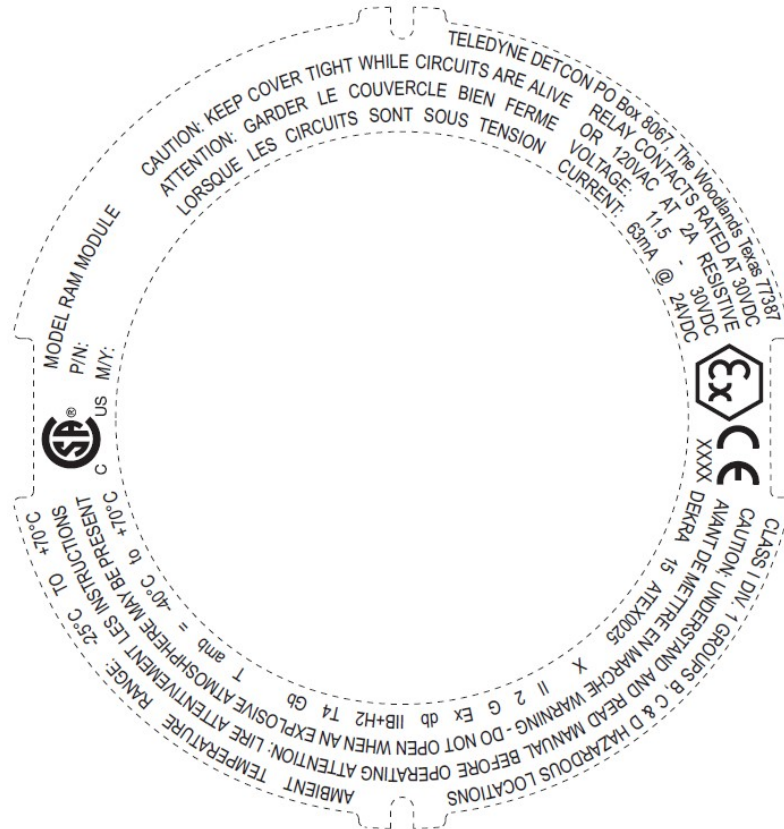 MODEL RAM MODULE
P/N:
M/Y:
CAUTION: KEEP COVER TIGHT WHILE CIRCUITS ARE ALIVE
ATTENTION: GARDER LE COUVERCLE BIEN FERME
LORSQUE LES CIRCUITS SONT SOUS TENSION
TELEDYNE DETCON PO Box 8067, The Woodlands Texas 77387
RELAY CONTACTS RATED AT 30VDC
OR 120VAC AT 2A RESISTIVE
VOLTAGE: 11.5 - 30VDC
CURRENT: 63mA @ 24VDC
Ex
CE
XXXX
CLASS I DIV. 1 GROUPS B, C & D HAZARDOUS LOCATIONS AMBIENT TEMPERATURE RANGE: 25°C TO +70°C
CAUTION: UNDERSTAND AND READ MANUAL BEFORE OPERATING ATTENTION: LIRE ATTENTIVEMENT LES INSTRUCTIONS
AVANT DE METTRE EN MARCHE WARNING - DO NOT OPEN WHEN AN EXPLOSIVE ATMOSHPHERE MAY BE PRESENT
DEKRA 15 ATEX0025 X II 2 G Ex db IIB+H2 T4 Gb T amb = -40°C to +70°C
C SA® US